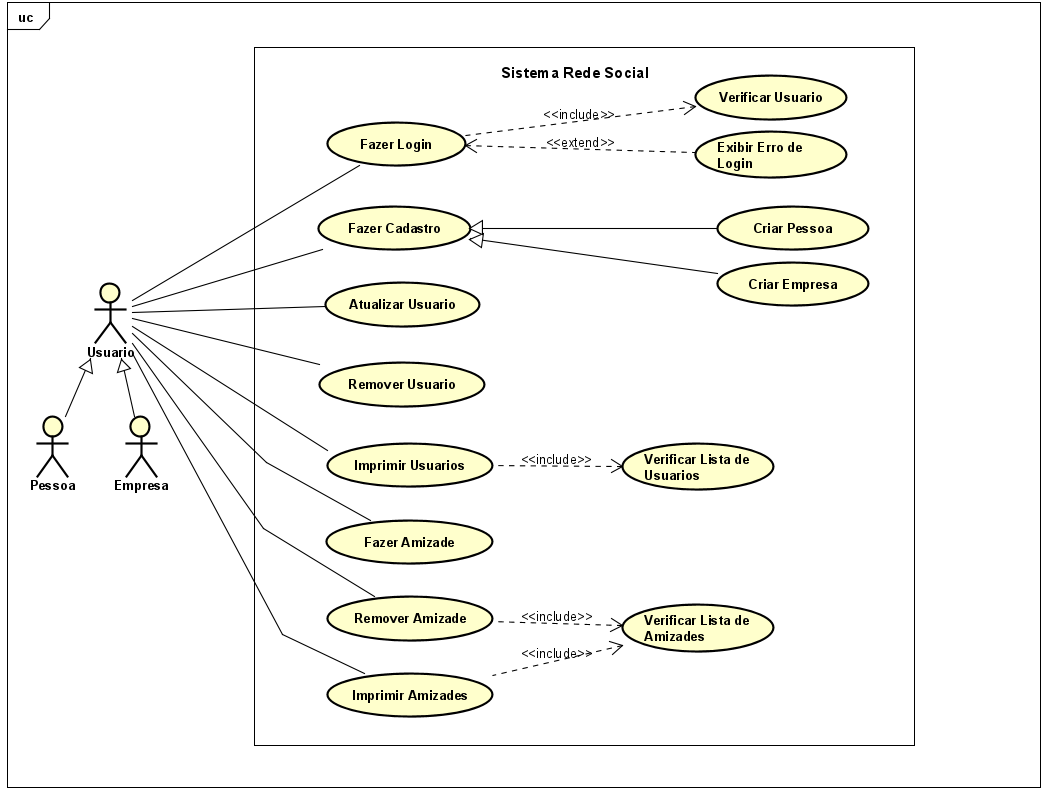 uc
Sistema Rede Social
Verificar Usuario
<<include>>
Fazer Login
<<extend>>
Exibir Erro de
Login
Fazer Cadastro
Criar Pessoa
Criar Empresa
Atualizar Usuario
Usuario
Remover Usuario
Imprimir Usuarios
<<include>>
Verificar Lista de
Usuarios
Pessoa
Empresa
Fazer Amizade
Remover Amizade
<<include>>
Verificar Lista de
Amizades
<<include>>
Imprimir Amizades